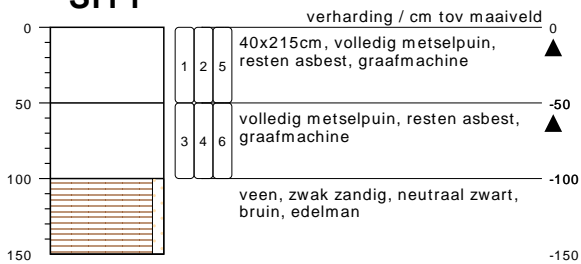 verharding / cm tov maaiveld
0 0
40x215cm, volledig metselpuin,
1 2 5 resten asbest, graafmachine
50 -50
volledig metselpuin, resten asbest,
3 4 6 graafmachine
100 -100
veen, zwak zandig, neutraal zwart,
bruin, edelman
150 -150